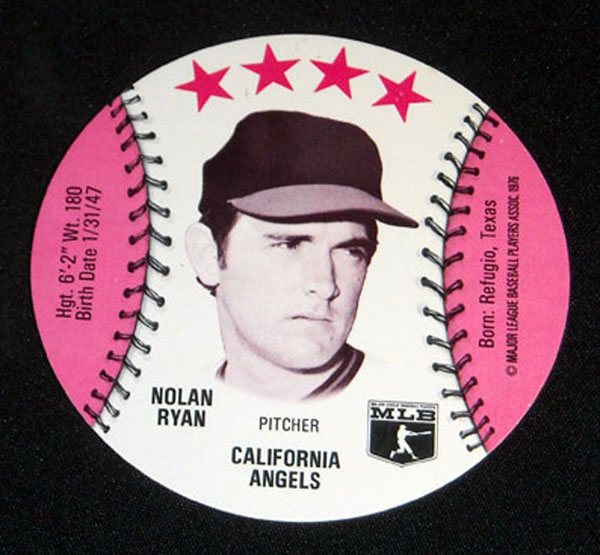 Hgt. 6'-2" Wt. 180
Birth Date 1/31/47
NOLAN
RYAN
PITCHER
CALIFORNIA
ANGELS
MLB
Born: Refugio, Texas
© MAJOR LEAGUE BASEBALL PLAYERS ASSOC. 1976